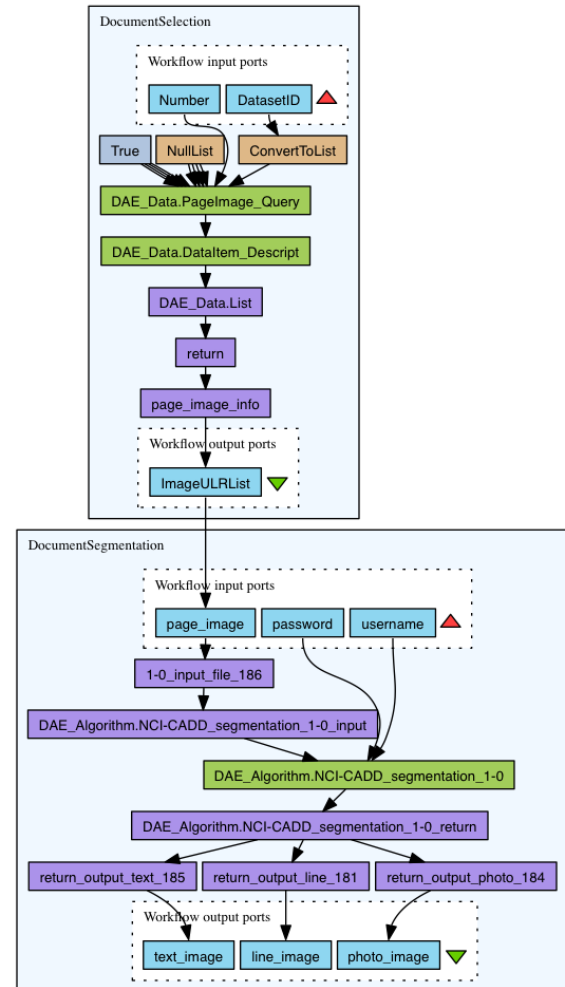 DocumentSelection
Workflow input ports
Number DatasetID
True NullList ConvertToList
DAE_Data.PageImage_Query
DAE_Data.DataItem_Descript
DAE_Data.List
return
page_image_info
Workflow output ports
ImageULRList
DocumentSegmentation
Workflow input ports
page_image password username
1-0_input_file_186
DAE_Algorithm.NCI-CADD_segmentation_1-0_input
DAE_Algorithm.NCI-CADD_segmentation_1-0
DAE_Algorithm.NCI-CADD_segmentation_1-0_return
return_output_text_185 return_output_line_181 return_output_photo_184
Workflow output ports
text_image line_image photo_image